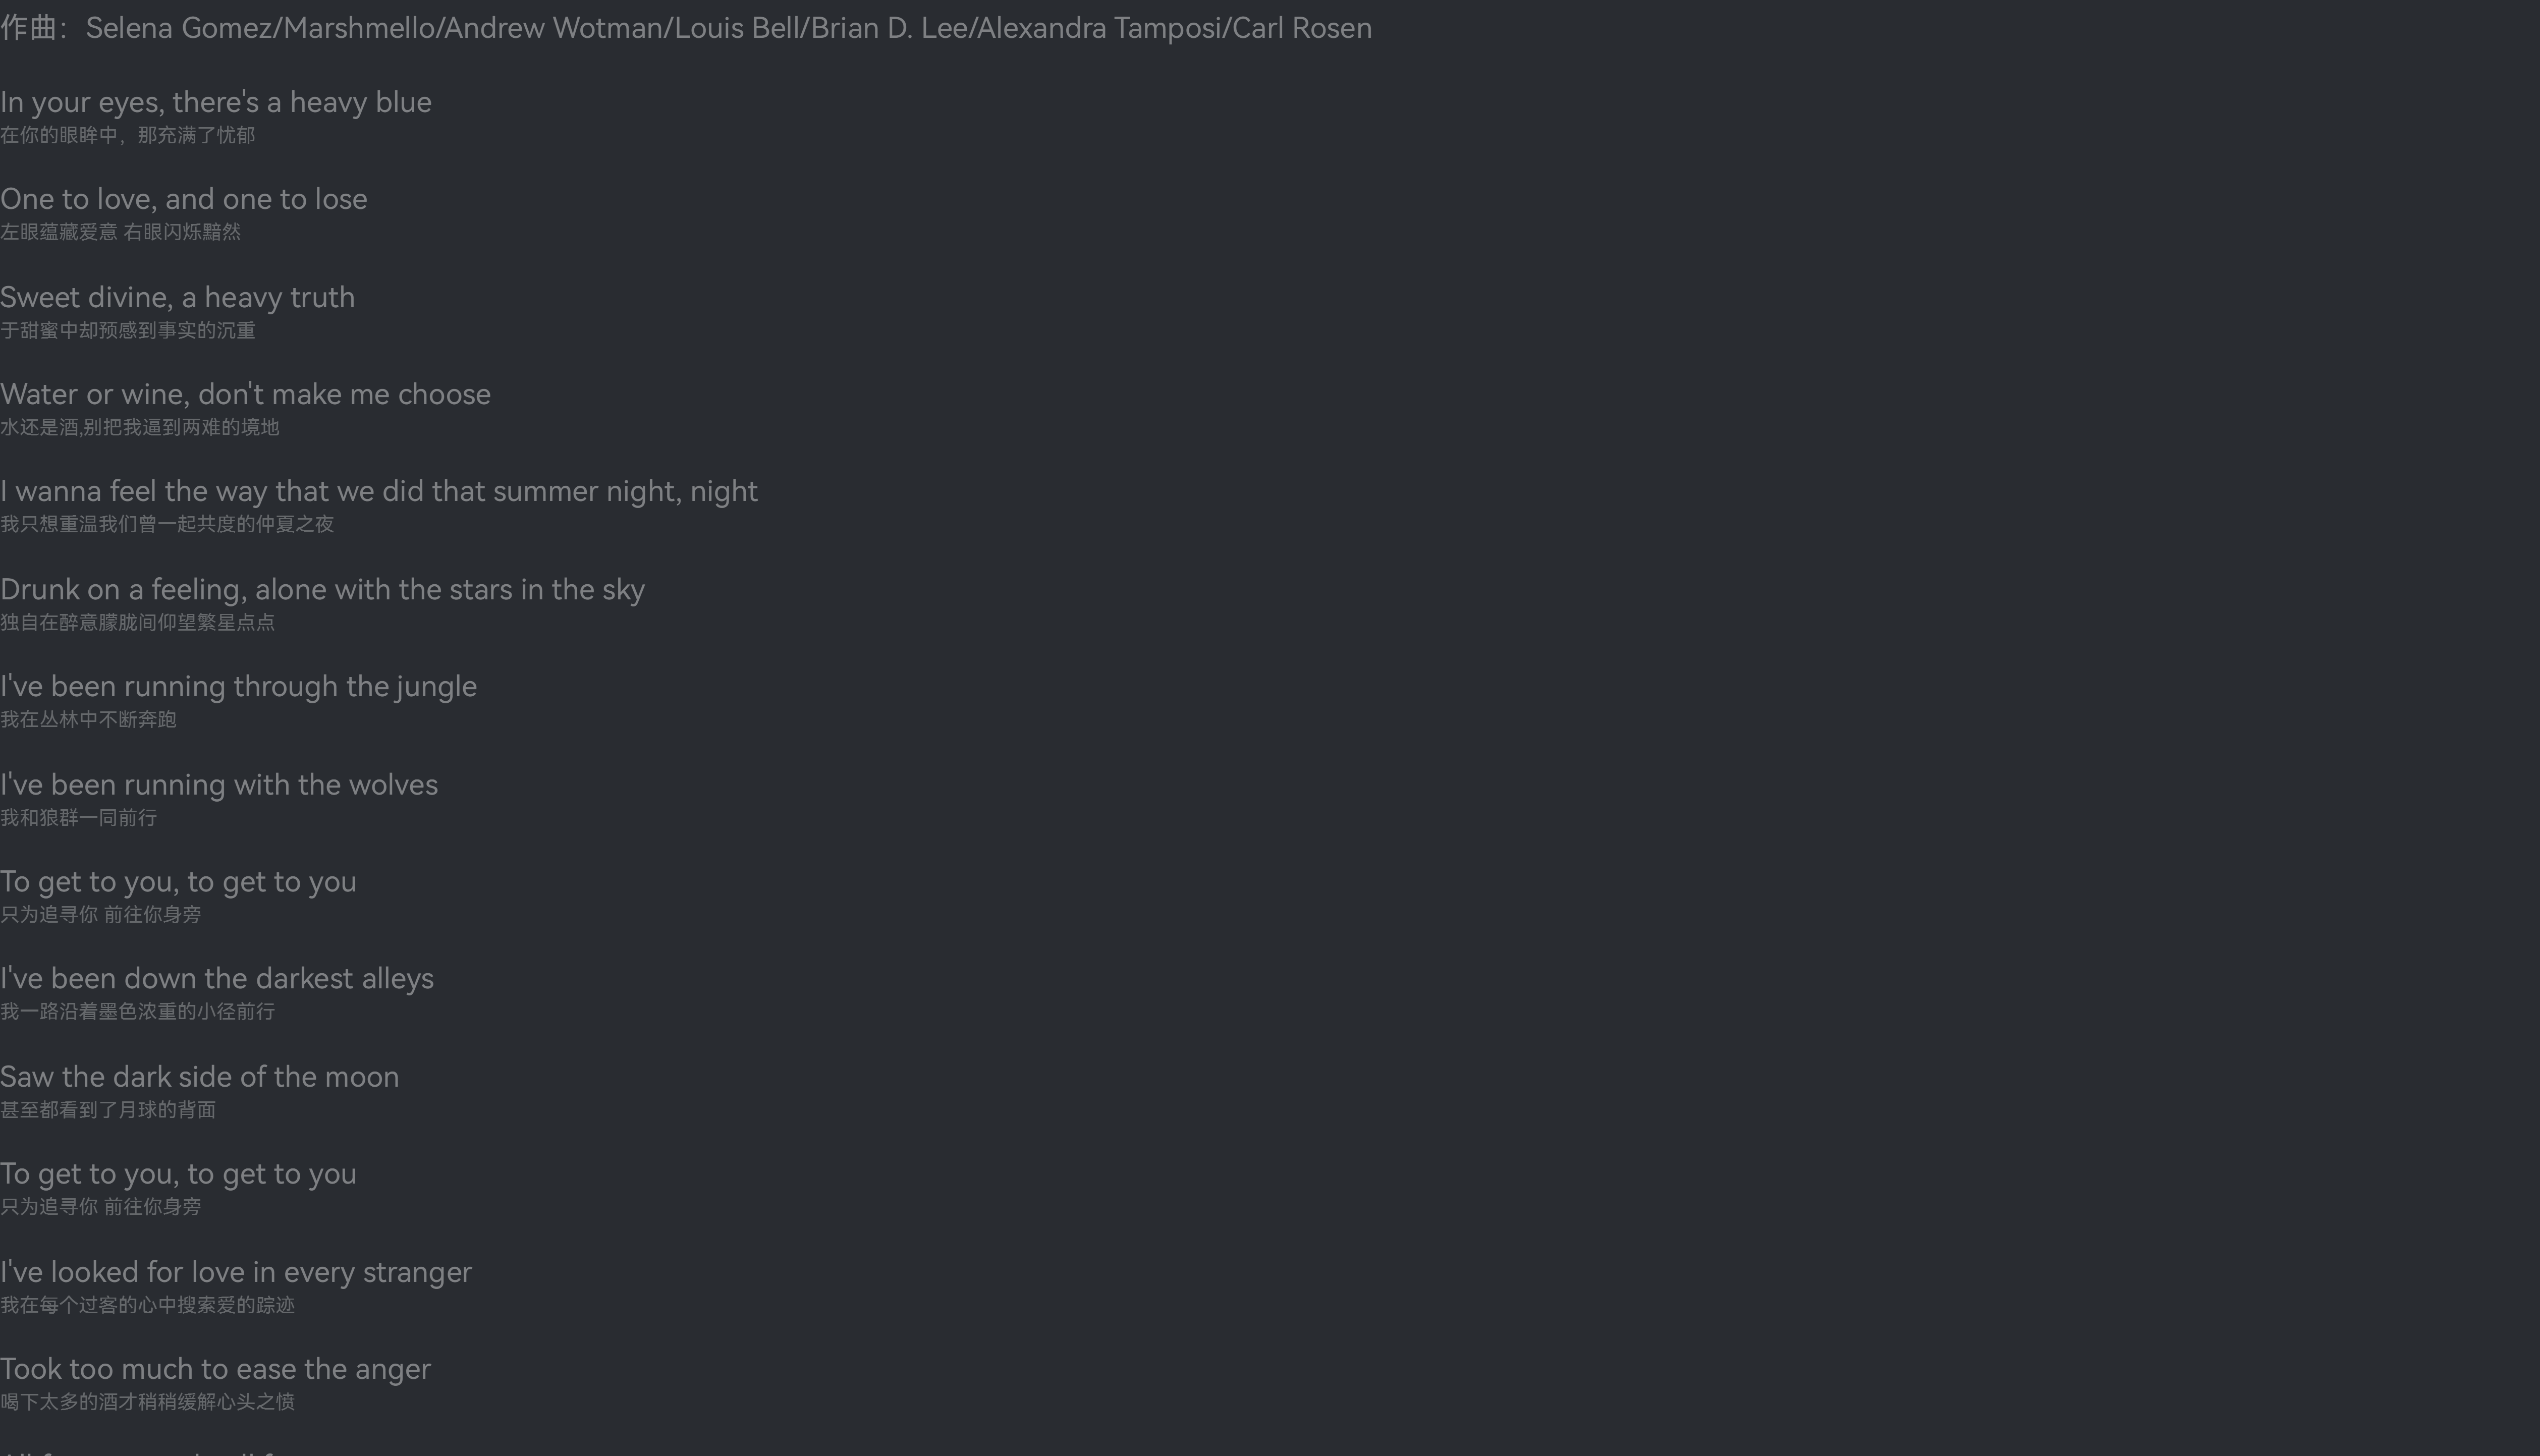 作曲：Selena Gomez/Marshmello/Andrew Wotman/Louis Bell/Brian D. Lee/Alexandra Tamposi/Carl Rosen
In your eyes, there's a heavy blue
在你的眼眸中，那充满了忧郁
One to love, and one to lose
左眼蕴藏爱意 右眼闪烁黯然
Sweet divine, a heavy truth
于甜蜜中却预感到事实的沉重
Water or wine, don't make me choose
水还是酒,别把我逼到两难的境地
I wanna feel the way that we did that summer night, night
我只想重温我们曾一起共度的仲夏之夜
Drunk on a feeling, alone with the stars in the sky
独自在醉意朦胧间仰望繁星点点
I've been running through the jungle
我在丛林中不断奔跑
I've been running with the wolves
我和狼群一同前行
To get to you, to get to you
只为追寻你 前往你身旁
I've been down the darkest alleys
我一路沿着墨色浓重的小径前行
Saw the dark side of the moon
甚至都看到了月球的背面
To get to you, to get to you
只为追寻你 前往你身旁
I've looked for love in every stranger
我在每个过客的心中搜索爱的踪迹
Took too much to ease the anger
喝下太多的酒才稍稍缓解心头之愤